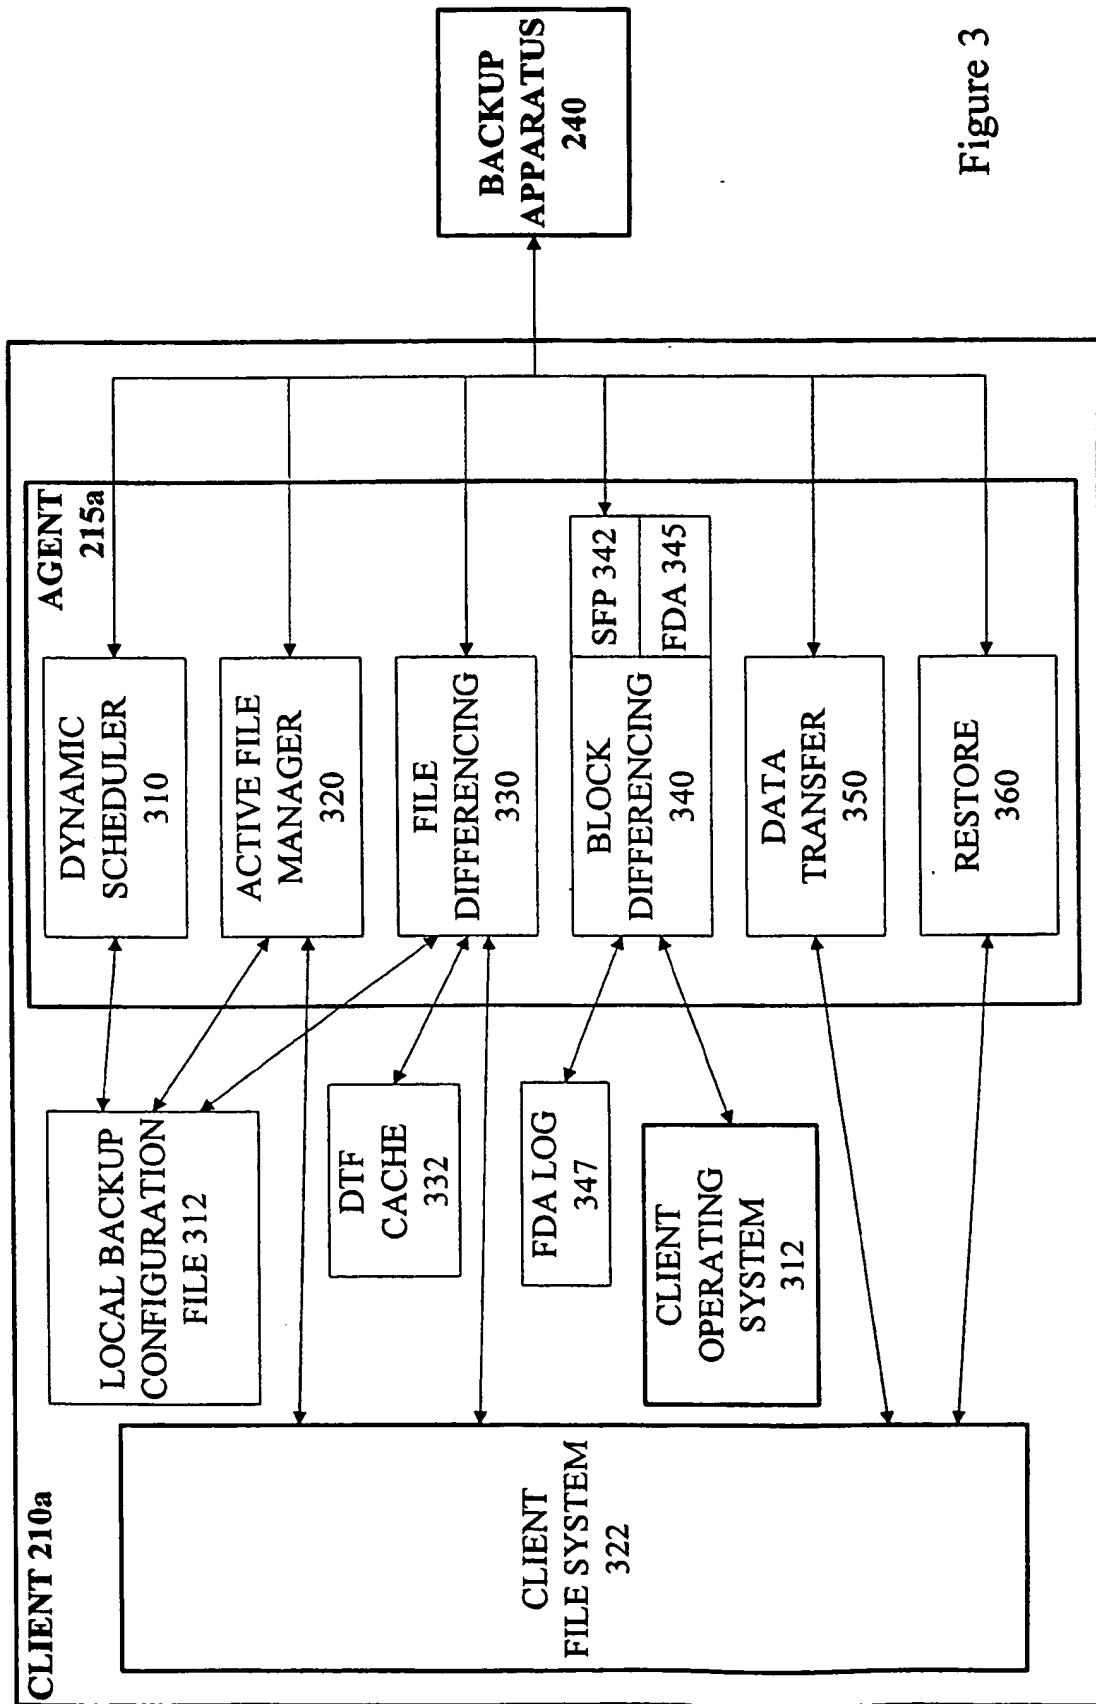 CLIENT 210a
CLIENT
FILE SYSTEM
322
LOCAL BACKUP
CONFIGURATION
FILE 312
DTF
CACHE
332
FDA LOG
347
CLIENT
OPERATING
SYSTEM
312
AGENT
215a
DYNAMIC
SCHEDULER
310
ACTIVE FILE
MANAGER
320
FILE
DIFFERENCING
330
BLOCK
DIFFERENCING
340
SFP 342
FDA 345
DATA
TRANSFER
350
RESTORE
360
BACKUP
APPARATUS
240
Figure 3